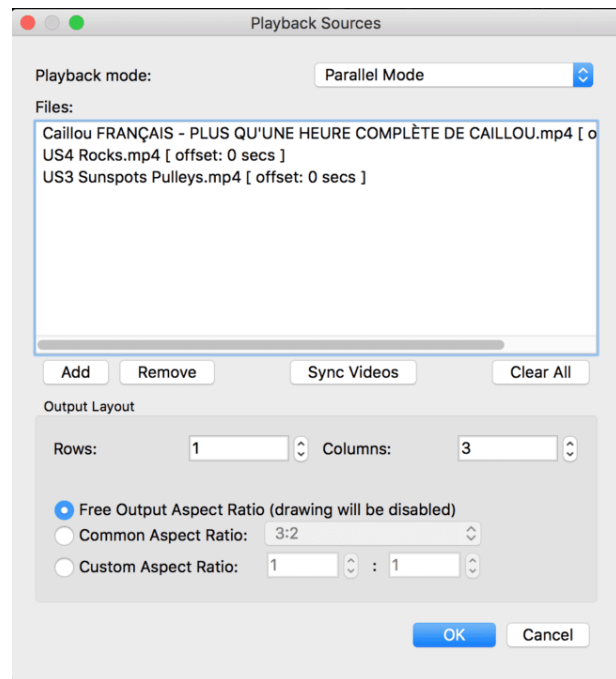 Playback Sources
Playback mode: Parallel Mode
Files:
Caillou FRANÇAIS - PLUS QU'UNE HEURE COMPLÈTE DE CAILLOU.mp4 [ o
US4 Rocks.mp4 [ offset: 0 secs ]
US3 Sunspots Pulleys.mp4 [ offset: 0 secs ]
Add Remove Sync Videos Clear All
Output Layout
Rows: 1 Columns: 3
Free Output Aspect Ratio (drawing will be disabled)
Common Aspect Ratio: 3:2
Custom Aspect Ratio: 1 : 1
OK Cancel